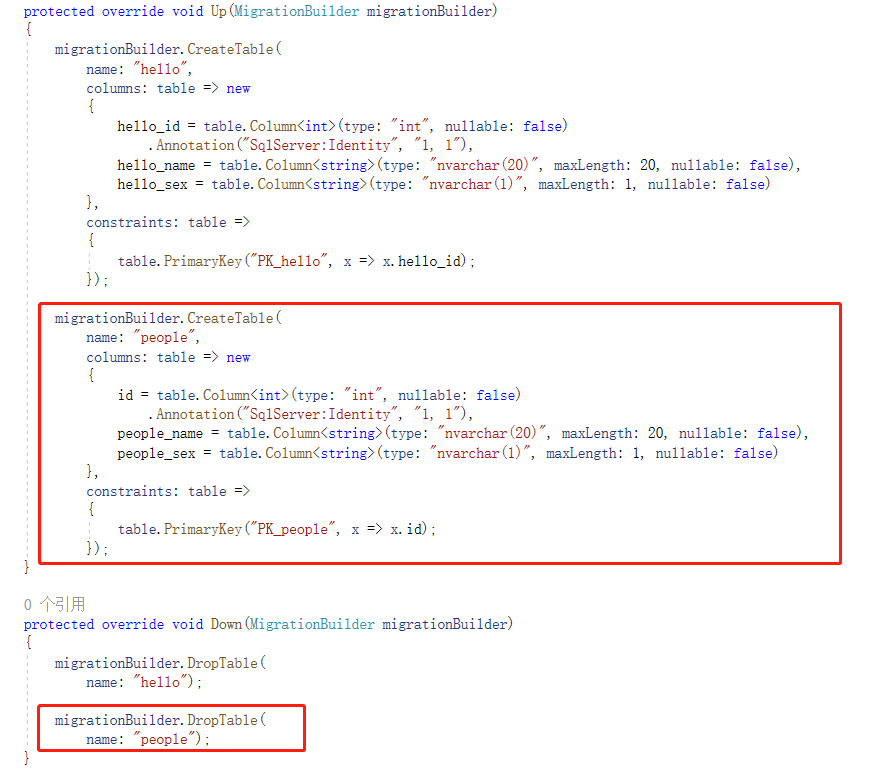 protected override void Up(MigrationBuilder migrationBuilder)
{
    migrationBuilder.CreateTable(
        name: "hello",
        columns: table => new
        {
            hello_id = table.Column<int>(type: "int", nullable: false)
                .Annotation("SqlServer:Identity", "1, 1"),
            hello_name = table.Column<string>(type: "nvarchar(20)", maxLength: 20, nullable: false),
            hello_sex = table.Column<string>(type: "nvarchar(1)", maxLength: 1, nullable: false)
        },
        constraints: table =>
        {
            table.PrimaryKey("PK_hello", x => x.hello_id);
        });
    migrationBuilder.CreateTable(
        name: "people",
        columns: table => new
        {
            id = table.Column<int>(type: "int", nullable: false)
                .Annotation("SqlServer:Identity", "1, 1"),
            people_name = table.Column<string>(type: "nvarchar(20)", maxLength: 20, nullable: false),
            people_sex = table.Column<string>(type: "nvarchar(1)", maxLength: 1, nullable: false)
        },
        constraints: table =>
        {
            table.PrimaryKey("PK_people", x => x.id);
        });
}
0 个引用
protected override void Down(MigrationBuilder migrationBuilder)
{
    migrationBuilder.DropTable(
        name: "hello");
    migrationBuilder.DropTable(
        name: "people");
}